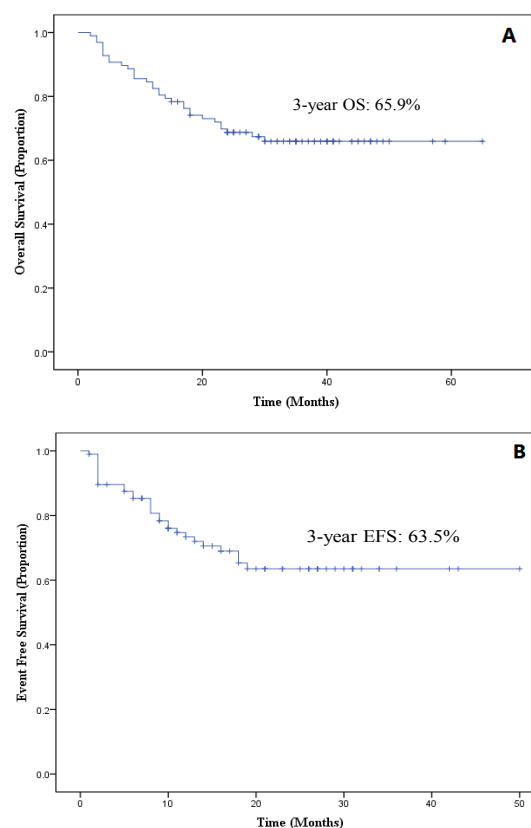 A
1.0
0.8
0.6
0.4
0.2
0.0
Overall Survival (Proportion)
3-year OS: 65.9%
0 20 40 60
Time (Months)
B
1.0
0.8
0.6
0.4
0.2
0.0
Event Free Survival (Proportion)
3-year EFS: 63.5%
0 10 20 30 40 50
Time (Months)